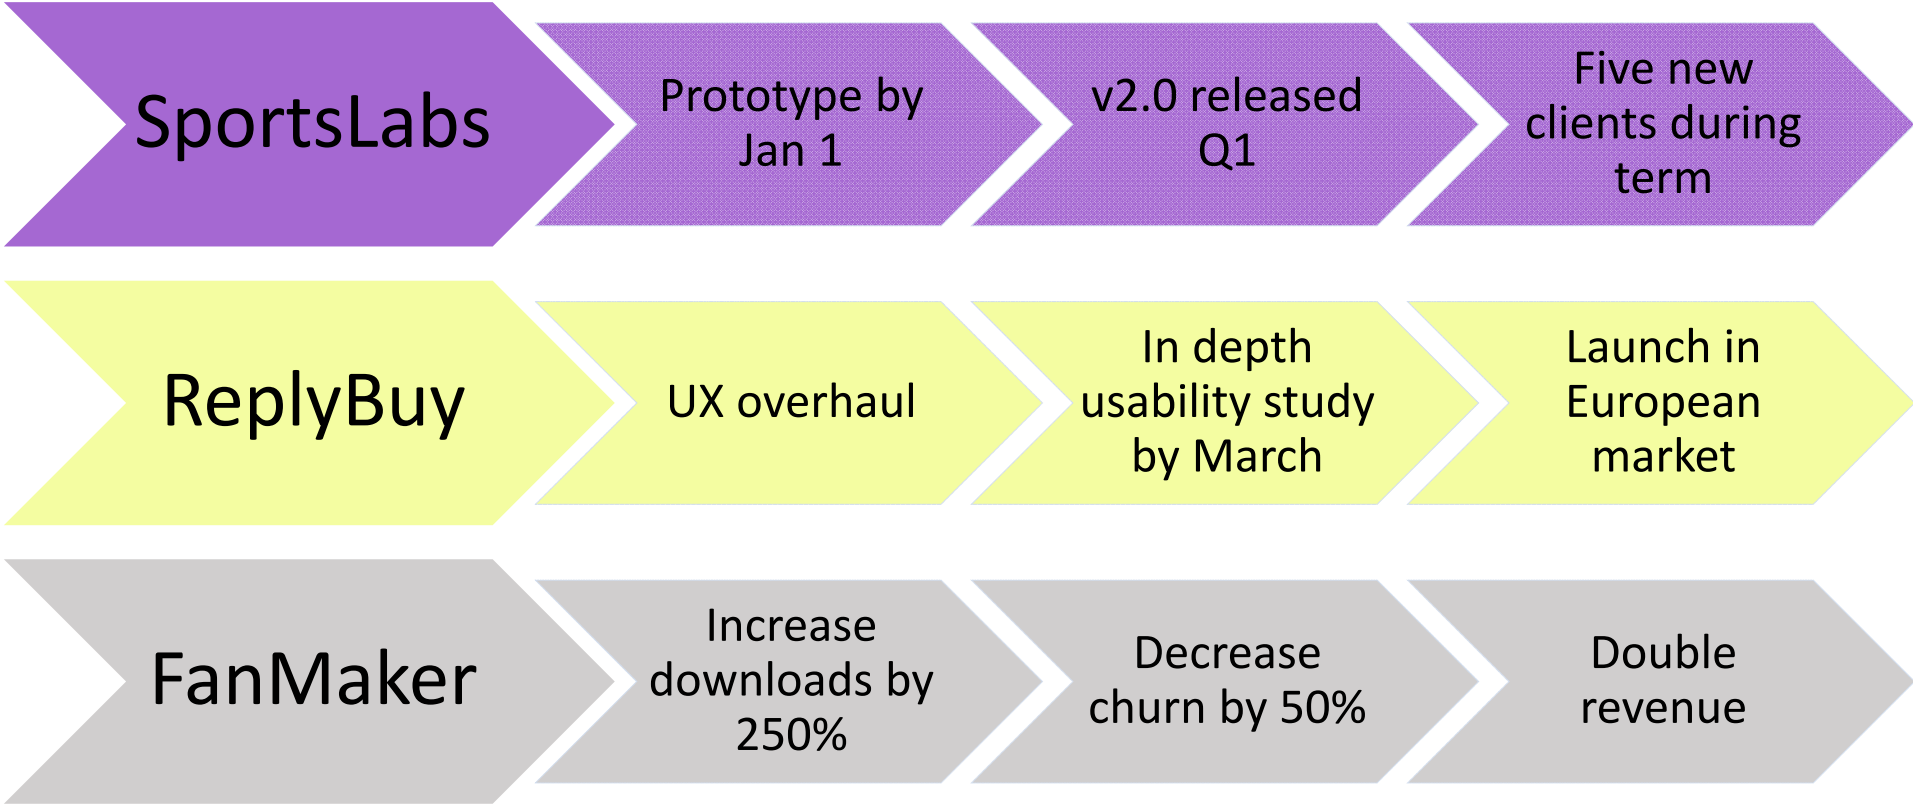 SportsLabs
Prototype by
Jan 1
v2.0 released
Q1
Five new
clients during
term
ReplyBuy
UX overhaul
In depth
usability study
by March
Launch in
European
market
FanMaker
Increase
downloads by
250%
Decrease
churn by 50%
Double
revenue